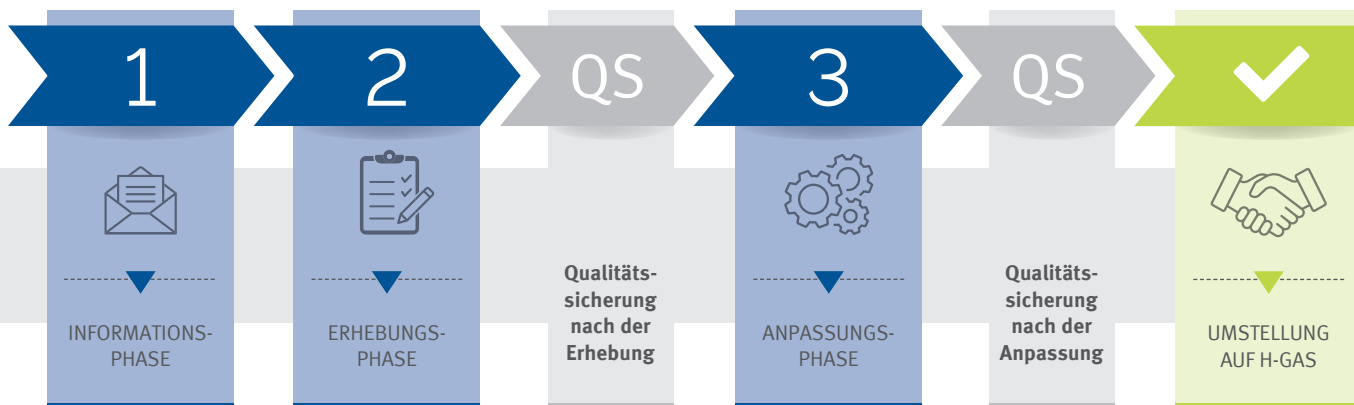 1
2
QS
3
QS
INFORMATIONS-
PHASE
ERHEBUNGS-
PHASE
Qualitäts-
sicherung
nach der
Erhebung
ANPASSUNGS-
PHASE
Qualitäts-
sicherung
nach der
Anpassung
UMSTELLUNG
AUF H-GAS